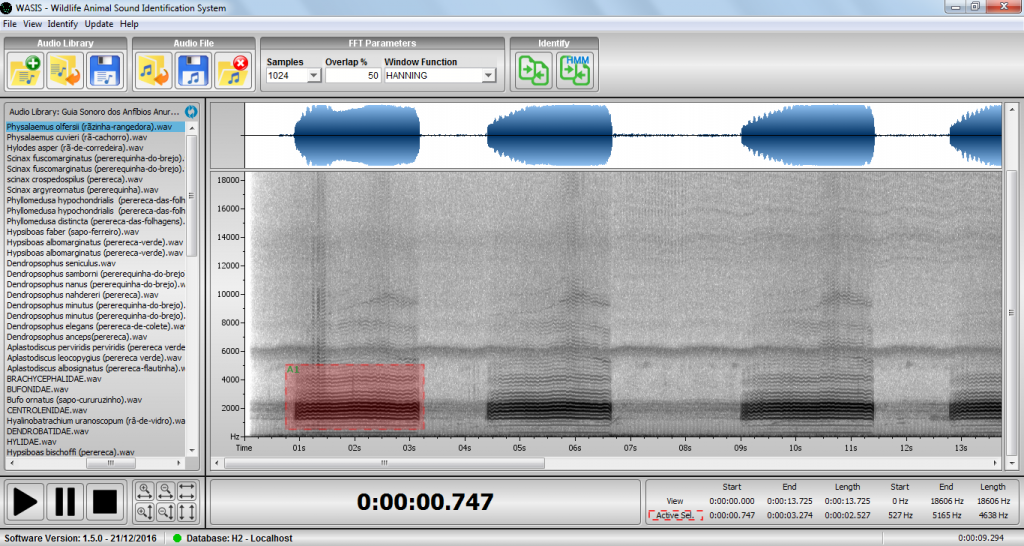 WASIS - Wildlife Animal Sound Identification System
File View Identify Update Help
Audio Library
Audio File
FFT Parameters
Identify
Samples Overlap % Window Function
1024 50 HANNING
HMM
Audio Library: Guia Sonoro dos Anfíbios Anur...
Physalaemus olfersii (rãzinha-rangedora).wav
Physalaemus cuvieri (rã-cachorro).wav
Hylodes asper (rã-de-corredeira).wav
Scinax fuscomarginatus (pererequinha-do-brejo).
Scinax fuscomarginatus (pererequinha-do-brejo).
scinax crospedospilus (perereca).wav
Scinax argyreornatus (pererequinha).wav
Phyllomedusa hypochondrialis (perereca-das-folh
Phyllomedusa hypochondrialis (perereca-das-folh
Phyllomedusa distincta (perereca-das-folhagens).
Hypsiboas faber (sapo-ferreiro).wav
Hypsiboas albomarginatus (perereca-verde).wav
Hypsiboas albomarginatus (perereca-verde).wav
Dendropsophus seniculus.wav
Dendropsophus samborni (pererequinha-do-brejo
Dendropsophus nanus (pererequinha-do-brejo).wa
Dendropsophus nahdereri (perereca).wav
Dendropsophus minutus (pererequinha-do-brejo).
Dendropsophus minutus (pererequinha-do-brejo).
Dendropsophus elegans (perereca-de-colete).wav
Dendropsophus anceps(perereca).wav
Aplastodiscus perviridis perviridis (perereca verde
Aplastodiscus leocopygius (perereca verde).wav
Aplastodiscus albosignatus (perereca-flautinha).w
BRACHYCEPHALIDAE.wav
BUFONIDAE.wav
Bufo ornatus (sapo-cururuzinho).wav
CENTROLENIDAE.wav
Hyalinobatrachium uranoscopum (rã-de-vidro).wa
DENDROBATIDAE.wav
HYLIDAE.wav
Hypsiboas bischoffi (perereca).wav
18000
16000
14000
12000
10000
8000
6000
4000
2000
Hz
A1
Time 01s 02s 03s 04s 05s 06s 07s 08s 09s 10s 11s 12s 13s
0:00:00.747
Start End Length Start End Length
View 0:00:00.000 0:00:13.725 0:00:13.725 0 Hz 18606 Hz 18606 Hz
Active Sel. 0:00:00.747 0:00:03.274 0:00:02.527 527 Hz 5165 Hz 4638 Hz
Software Version: 1.5.0 - 21/12/2016 Database: H2 - Localhost 0:00:09.294